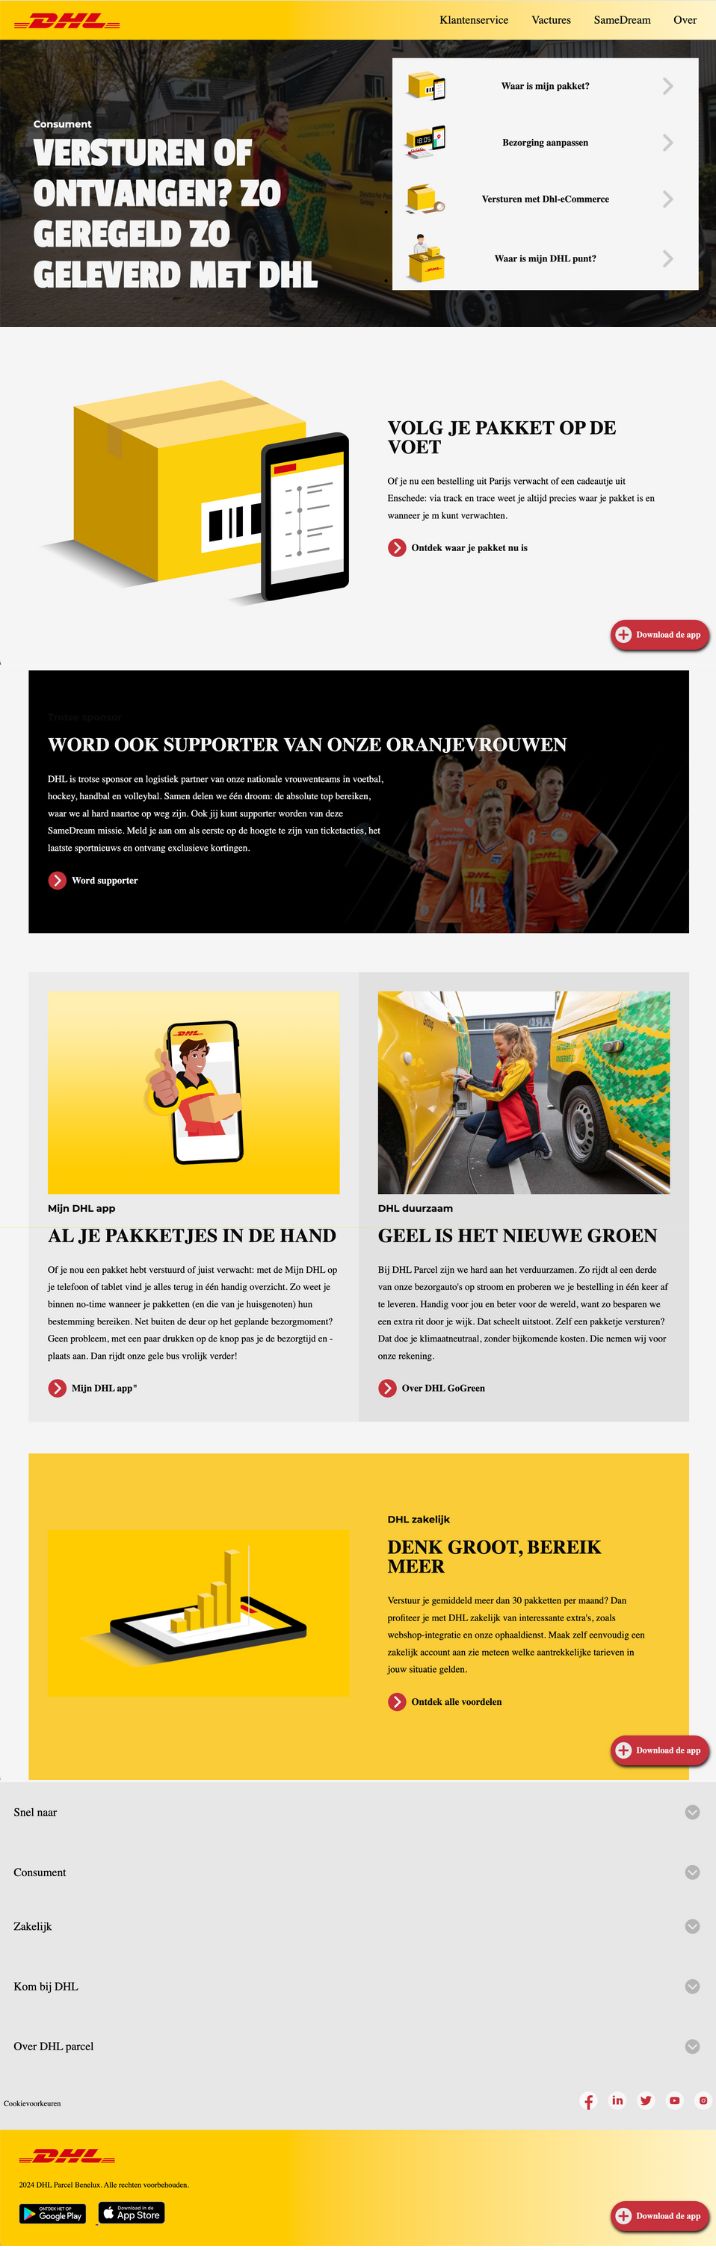 DHL
Klantenservice Vactures SameDream Over
Consument
VERSTUREN OF
ONTVANGEN? ZO
GEREGELD ZO
GELEVERD MET DHL
Waar is mijn pakket?
Bezorging aanpassen
Versturen met Dhl-eCommerce
Waar is mijn DHL punt?
VOLG JE PAKKET OP DE
VOET
Of je nu een bestelling uit Parijs verwacht of een cadeautje uit
Enschede: via track en trace weet je altijd precies waar je pakket is en
wanneer je m kunt verwachten.
Ontdek waar je pakket nu is
Download de app
Trotse sponsor
WORD OOK SUPPORTER VAN ONZE ORANJEVROUWEN
DHL is trotse sponsor en logistiek partner van onze nationale vrouwenteams in voetbal,
hockey, handbal en volleybal. Samen delen we één droom: de absolute top bereiken,
waar we al hard naartoe op weg zijn. Ook jij kunt supporter worden van deze
SameDream missie. Meld je aan om als eerste op de hoogte te zijn van ticketacties, het
laatste sportnieuws en ontvang exclusieve kortingen.
Word supporter
Mijn DHL app
AL JE PAKKETJES IN DE HAND
Of je nou een pakket hebt verstuurd of juist verwacht: met de Mijn DHL op
je telefoon of tablet vind je alles terug in één handig overzicht. Zo weet je
binnen no-time wanneer je pakketten (en die van je huisgenoten) hun
bestemming bereiken. Net buiten de deur op het geplande bezorgmoment?
Geen probleem, met een paar drukken op de knop pas je de bezorgtijd en -
plaats aan. Dan rijdt onze gele bus vrolijk verder!
Mijn DHL app"
DHL duurzaam
GEEL IS HET NIEUWE GROEN
Bij DHL Parcel zijn we hard aan het verduurzamen. Zo rijdt al een derde
van onze bezorgauto's op stroom en proberen we je bestelling in één keer af
te leveren. Handig voor jou en beter voor de wereld, want zo besparen we
een extra rit door je wijk. Dat scheelt uitstoot. Zelf een pakketje versturen?
Dat doe je klimaatneutraal, zonder bijkomende kosten. Die nemen wij voor
onze rekening.
Over DHL GoGreen
DHL zakelijk
DENK GROOT, BEREIK
MEER
Verstuur je gemiddeld meer dan 30 pakketten per maand? Dan
profiteer je met DHL zakelijk van interessante extra's, zoals
webshop-integratie en onze ophaaldienst. Maak zelf eenvoudig een
zakelijk account aan zie meteen welke aantrekkelijke tarieven in
jouw situatie gelden.
Ontdek alle voordelen
Download de app
Snel naar
Consument
Zakelijk
Kom bij DHL
Over DHL parcel
Cookievoorkeuren
DHL
2024 DHL Parcel Benelux. Alle rechten voorbehouden.
ONTDEK HET OP
Google Play
Download in de
App Store
Download de app